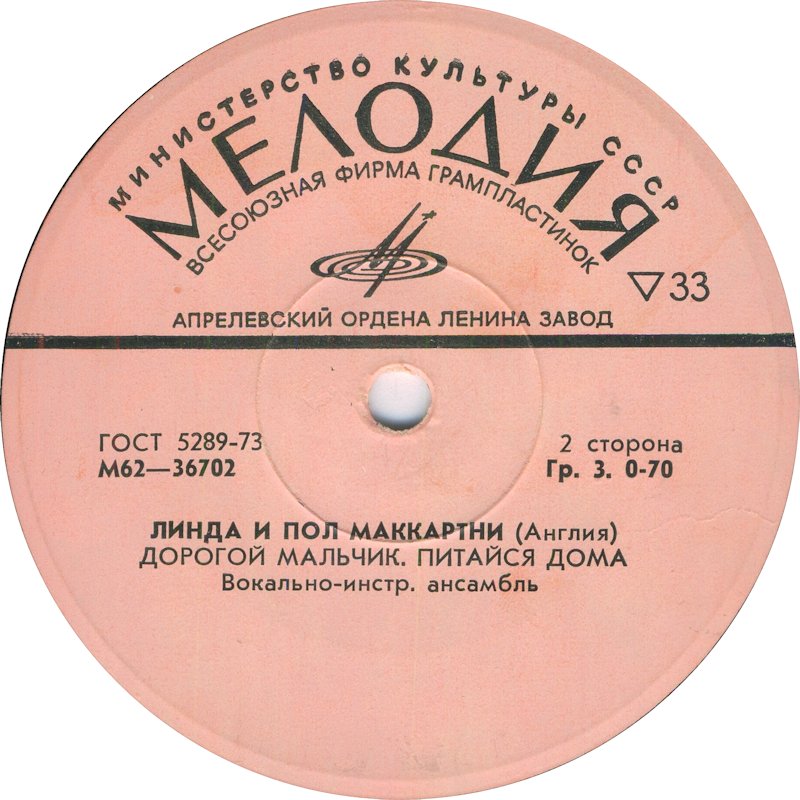 МИНИСТЕРСТВО КУЛЬТУРЫ СССР
МЕЛОДИЯ
ВСЕСОЮЗНАЯ ФИРМА ГРАМПЛАСТИНОК
▽33
АПРЕЛЕВСКИЙ ОРДЕНА ЛЕНИНА ЗАВОД
ГОСТ 5289-73
2 сторона
М62—36702
Гр. 3. 0-70
ЛИНДА И ПОЛ МАККАРТНИ (Англия)
ДОРОГОЙ МАЛЬЧИК. ПИТАЙСЯ ДОМА
Вокально-инстр. ансамбль